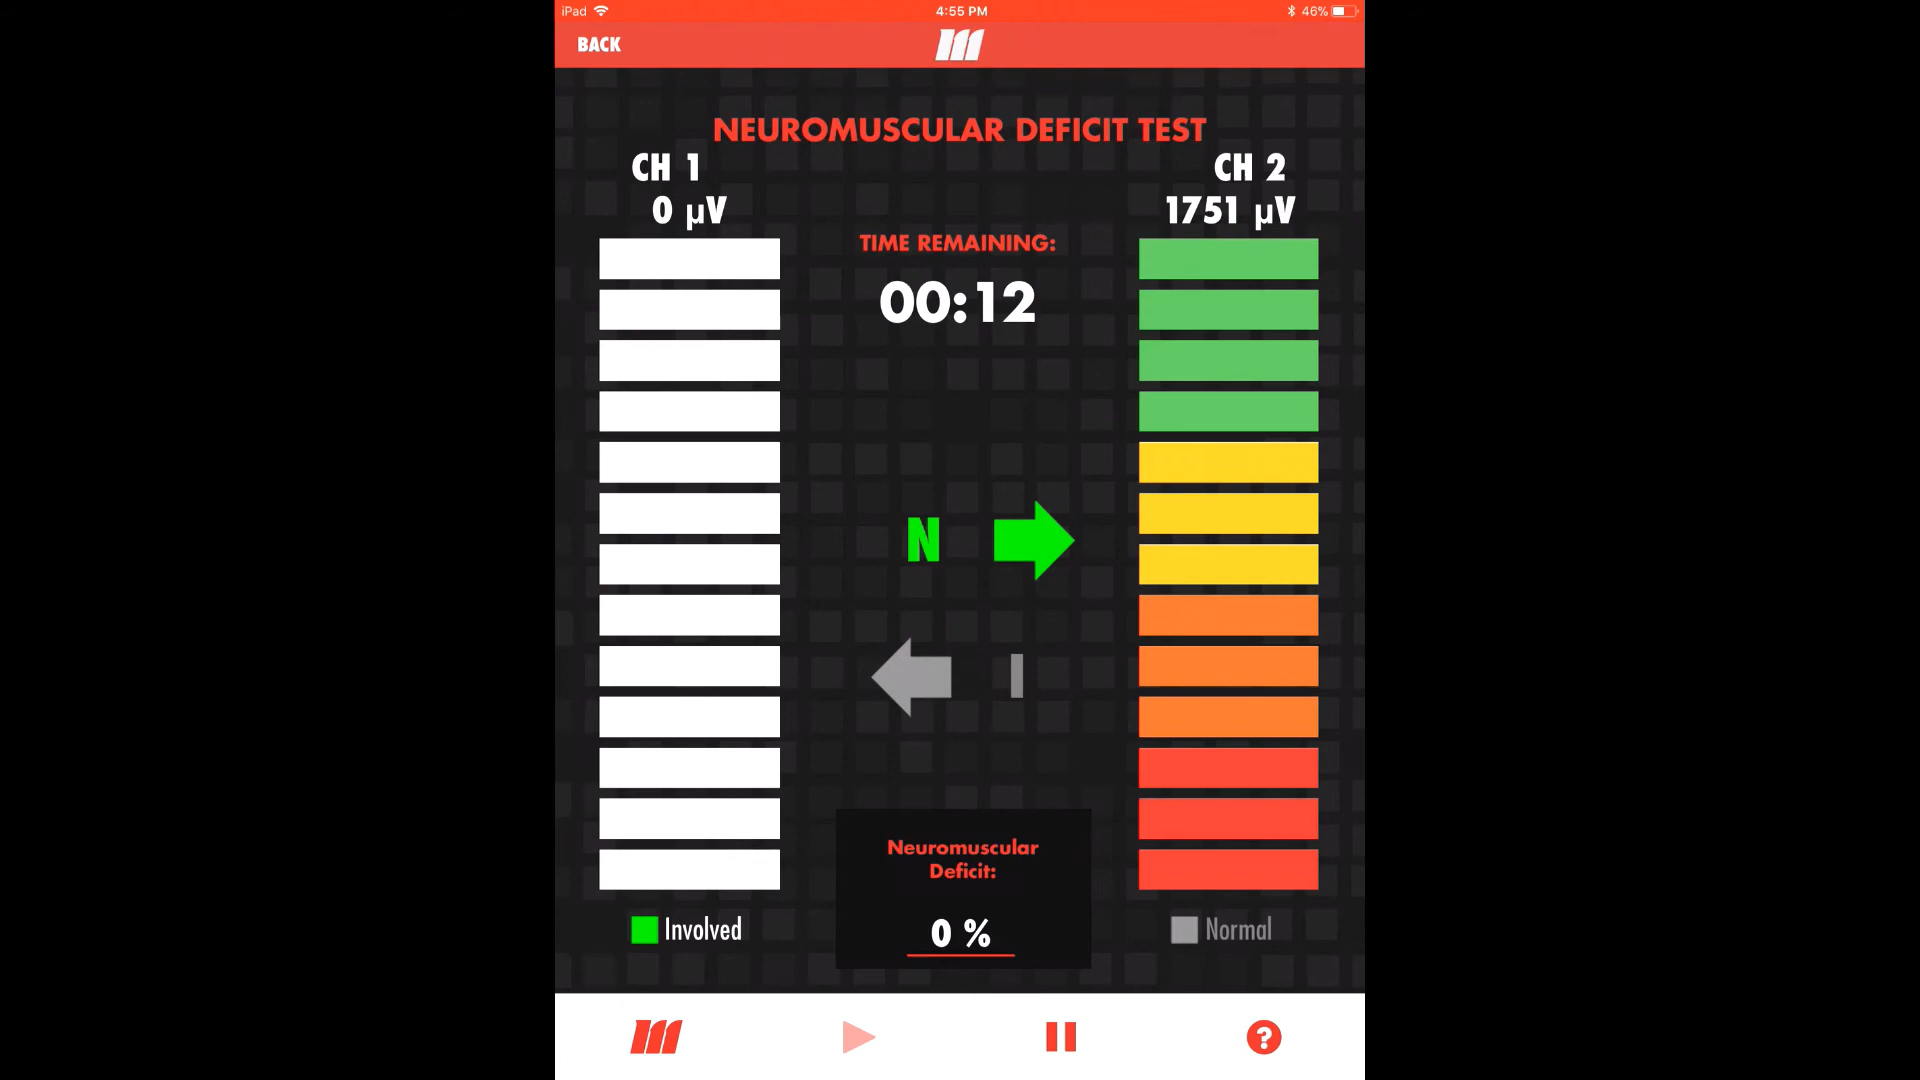 iPad 4:55 PM 46%
BACK
NEUROMUSCULAR DEFICIT TEST
CH 1
CH 2
0 µV
1751 µV
TIME REMAINING:
00:12
N
I
Neuromuscular
Deficit:
0 %
Involved
Normal
?